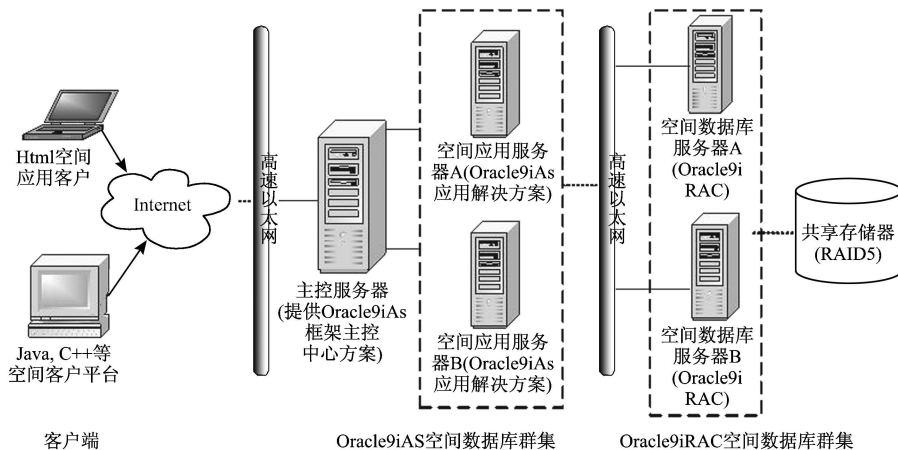 Html空间
应用客户
Internet
Java, C++等
空间客户平台
高速以太网
主控服务器
(提供Oracle9iAs
框架主控
中心方案)
空间应用服务
器A(Oracle9iAs
应用解决方案)
空间应用服务
器B(Oracle9iAs
应用解决方案)
高速以太网
空间数据库
服务器A
(Oracle9i
RAC)
空间数据库
服务器B
(Oracle9i
RAC)
共享存储器
(RAID5)
客户端
Oracle9iAS空间数据库群集
Oracle9iRAC空间数据库群集